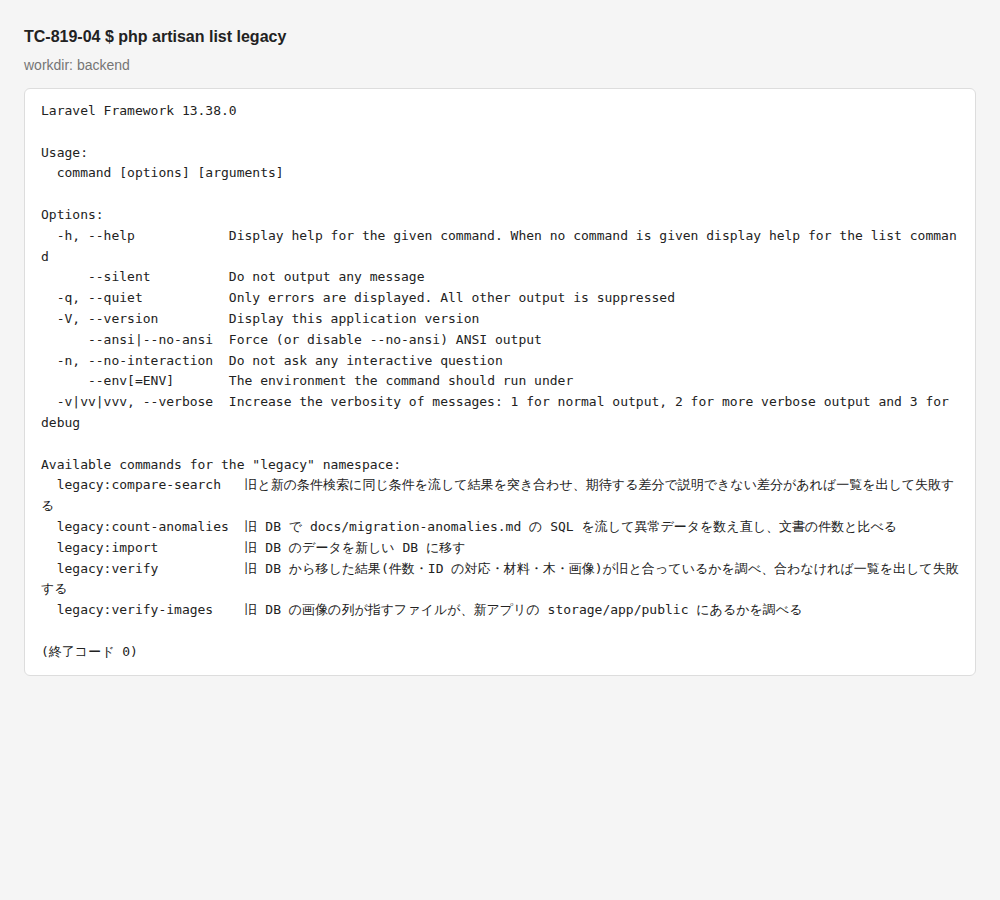 TC-819-04 $ php artisan list legacy
workdir: backend
Laravel Framework 13.38.0
Usage:
  command [options] [arguments]
Options:
  -h, --help            Display help for the given command. When no command is given display help for the list comman
d
      --silent          Do not output any message
  -q, --quiet           Only errors are displayed. All other output is suppressed
  -V, --version         Display this application version
      --ansi|--no-ansi  Force (or disable --no-ansi) ANSI output
  -n, --no-interaction  Do not ask any interactive question
      --env[=ENV]       The environment the command should run under
  -v|vv|vvv, --verbose  Increase the verbosity of messages: 1 for normal output, 2 for more verbose output and 3 for
debug
Available commands for the "legacy" namespace:
  legacy:compare-search   旧と新の条件検索に同じ条件を流して結果を突き合わせ、期待する差分で説明できない差分があれば一覧を出して失敗す
る
  legacy:count-anomalies  旧 DB で docs/migration-anomalies.md の SQL を流して異常データを数え直し、文書の件数と比べる
  legacy:import           旧 DB のデータを新しい DB に移す
  legacy:verify           旧 DB から移した結果(件数・ID の対応・材料・木・画像)が旧と合っているかを調べ、合わなければ一覧を出して失敗
する
  legacy:verify-images    旧 DB の画像の列が指すファイルが、新アプリの storage/app/public にあるかを調べる
(終了コード 0)